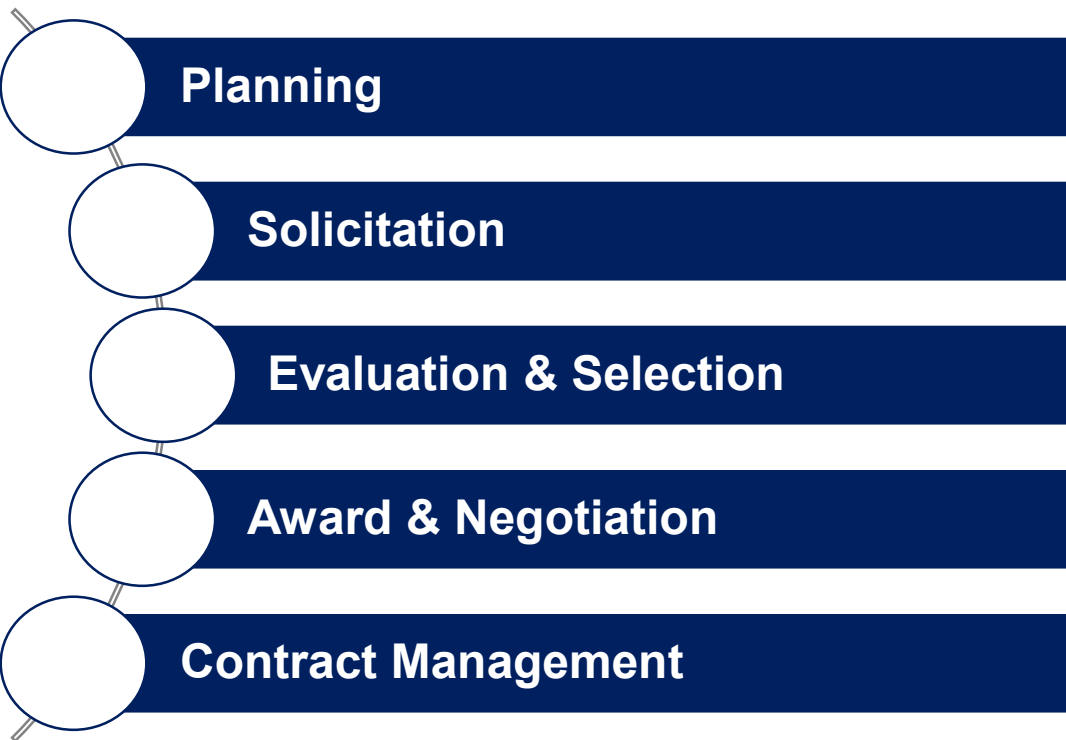 Planning
Solicitation
Evaluation & Selection
Award & Negotiation
Contract Management